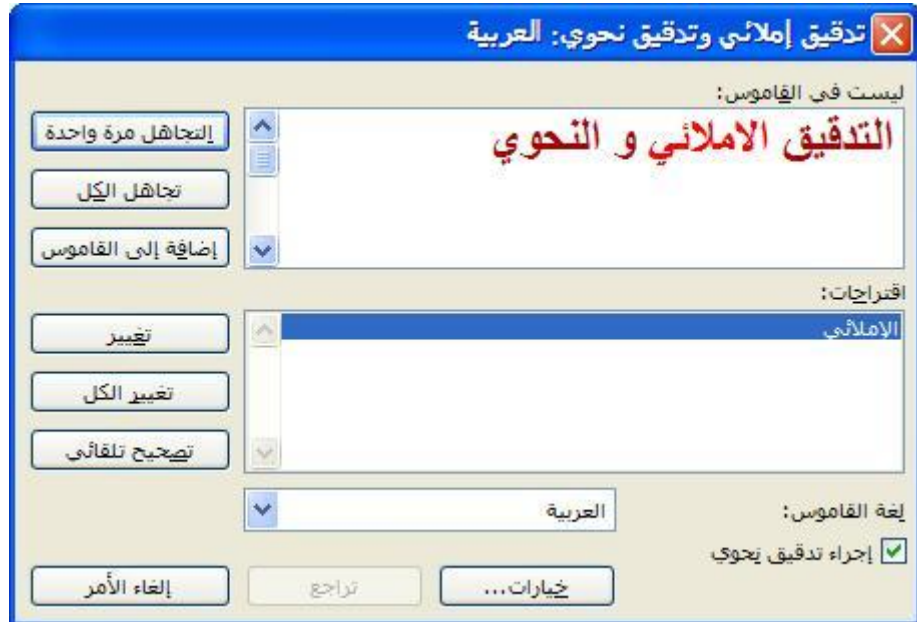 تدقيق إملائي وتدقيق نحوي: العربية
ليست في القاموس:
التدقيق الاملائي و النحوي
التجاهل مرة واحدة
تجاهل الكل
إضافة إلى القاموس
اقتراحات:
الإملائي
تغيير
تغيير الكل
تصحيح تلقائي
لغة القاموس:
العربية
إجراء تدقيق نحوي
خيارات...
تراجع
إلغاء الأمر